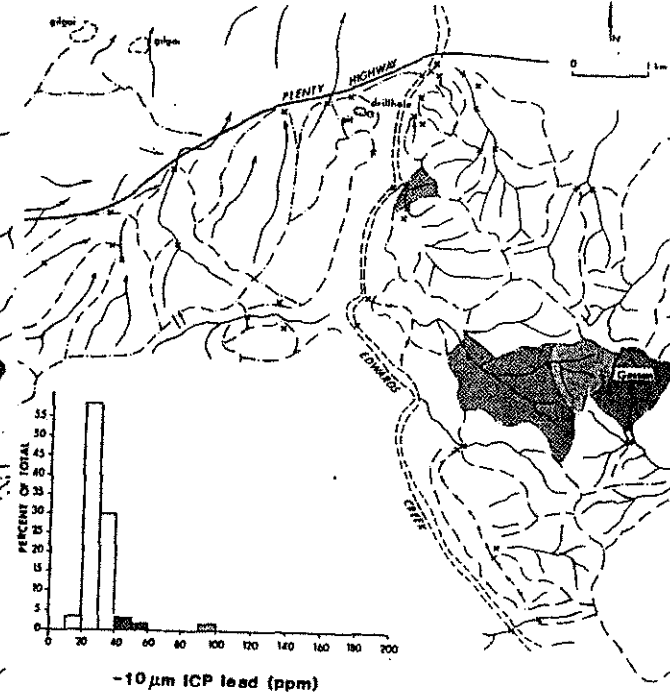 gilgai
gilgai
N
0 1 km
PLENTY HIGHWAY
drillhole
pit
EDWARDS
CREEK
PERCENT OF TOTAL
55
50
45
40
35
30
25
20
15
10
5
0
0 20 40 60 80 100 120 140 160 180 200
-10 µm ICP lead (ppm)